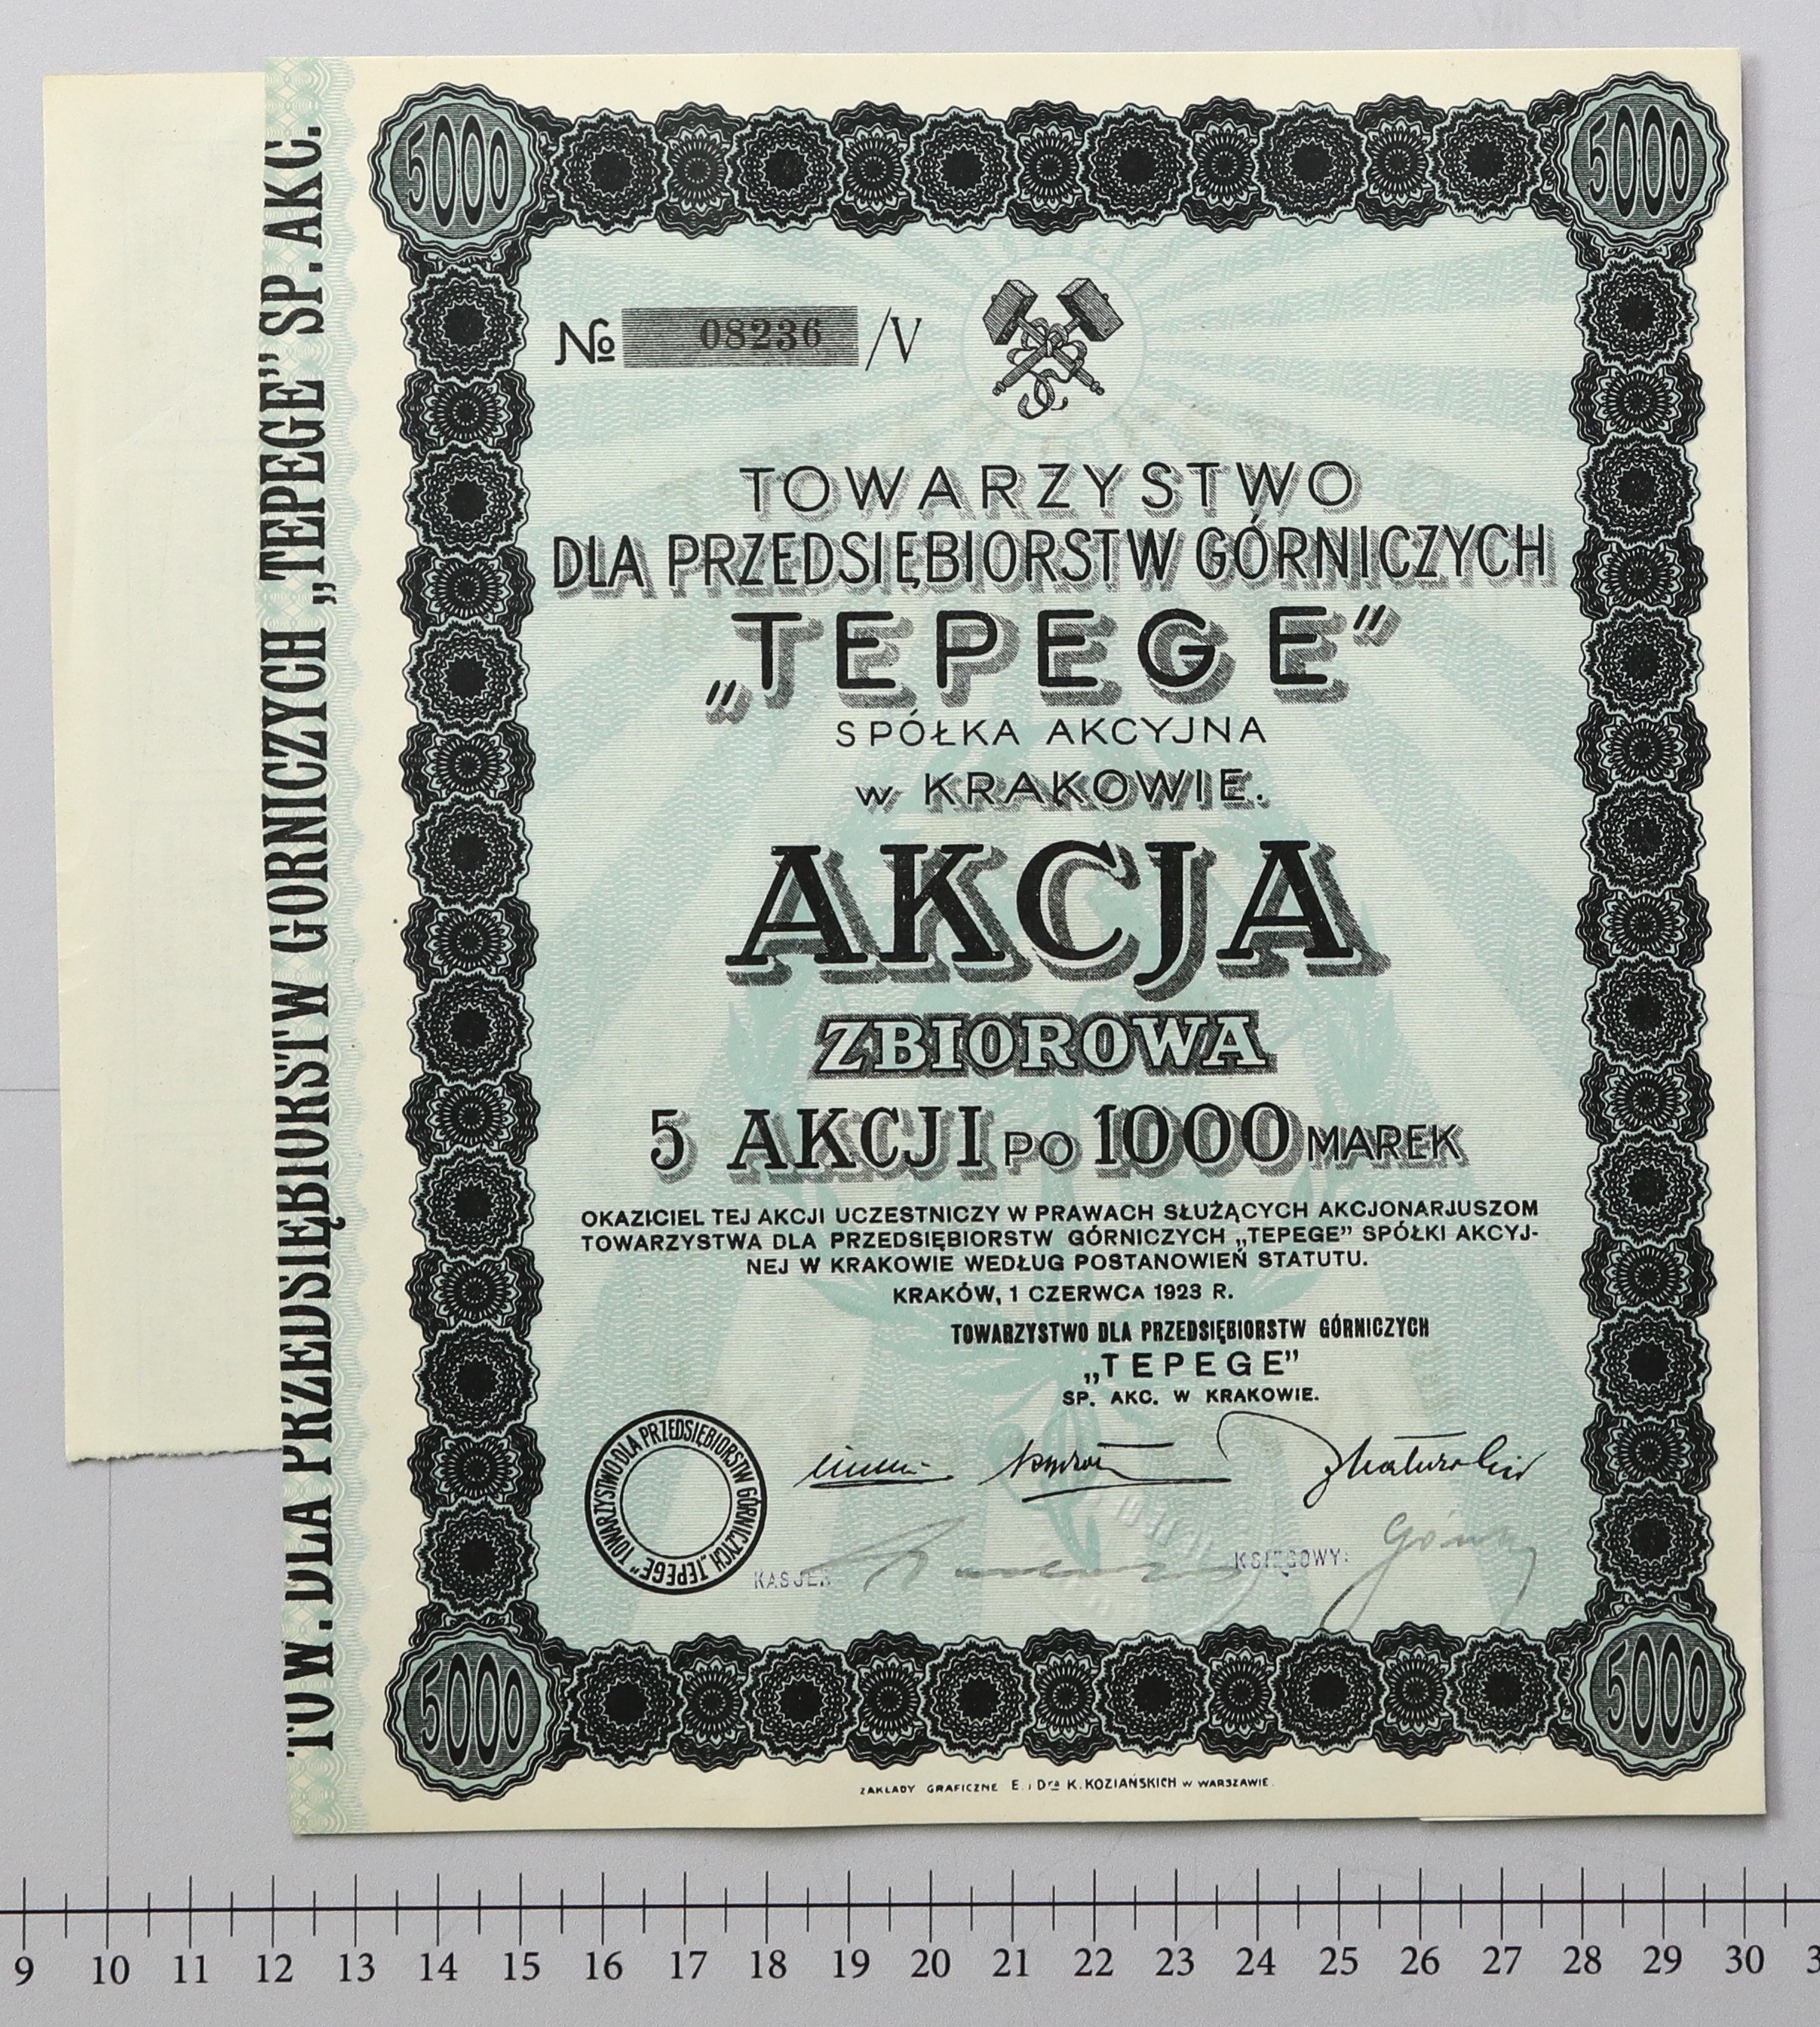 5000
5000
TOW. DLA PRZEDSIĘBIORSTW GÓRNICZYCH „TEPEGE” SP. AKC.
№ 08236 /V
TOWARZYSTWO
DLA PRZEDSIĘBIORSTW GÓRNICZYCH
„TEPEGE”
SPÓŁKA AKCYJNA
w KRAKOWIE.
AKCJA
ZBIOROWA
5 AKCJI PO 1000 MAREK
OKAZICIEL TEJ AKCJI UCZESTNICZY W PRAWACH SŁUŻĄCYCH AKCJONARJUSZOM
TOWARZYSTWA DLA PRZEDSIĘBIORSTW GÓRNICZYCH „TEPEGE” SPÓŁKI AKCYJ-
NEJ W KRAKOWIE WEDŁUG POSTANOWIEŃ STATUTU.
KRAKÓW, 1 CZERWCA 1923 R.
TOWARZYSTWO DLA PRZEDSIĘBIORSTW GÓRNICZYCH
„TEPEGE”
SP. AKC. W KRAKOWIE.
TOWARZYSTWO DLA PRZEDSIĘBIORSTW GÓRNICZYCH „TEPEGE”
KASJER
KSIĘGOWY:
5000
5000
ZAKŁADY GRAFICZNE E. i Dra K. KOZIAŃSKICH w WARSZAWIE.
9 10 11 12 13 14 15 16 17 18 19 20 21 22 23 24 25 26 27 28 29 30 3